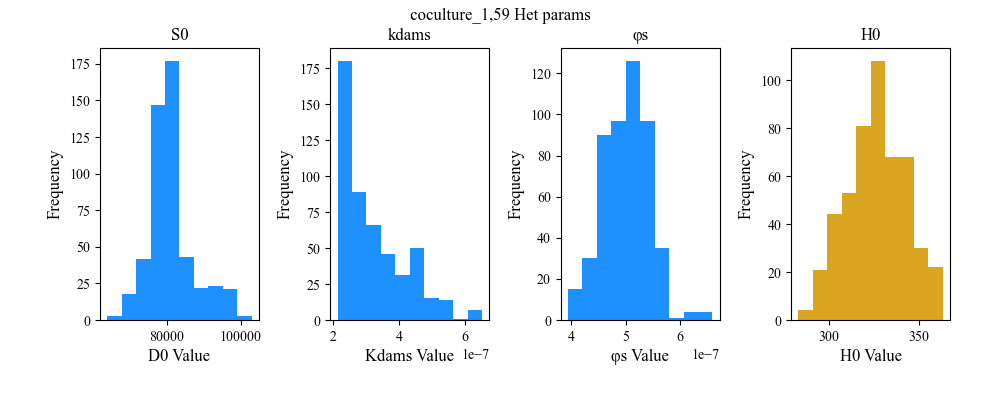 coculture_1,59 Het params
S0
kdams
φs
H0
Frequency
0
25
50
75
100
125
150
175
80000
100000
D0 Value
Frequency
0
25
50
75
100
125
150
175
2
4
6
1e−7
Kdams Value
Frequency
0
20
40
60
80
100
120
4
5
6
1e−7
φs Value
Frequency
0
20
40
60
80
100
300
350
H0 Value